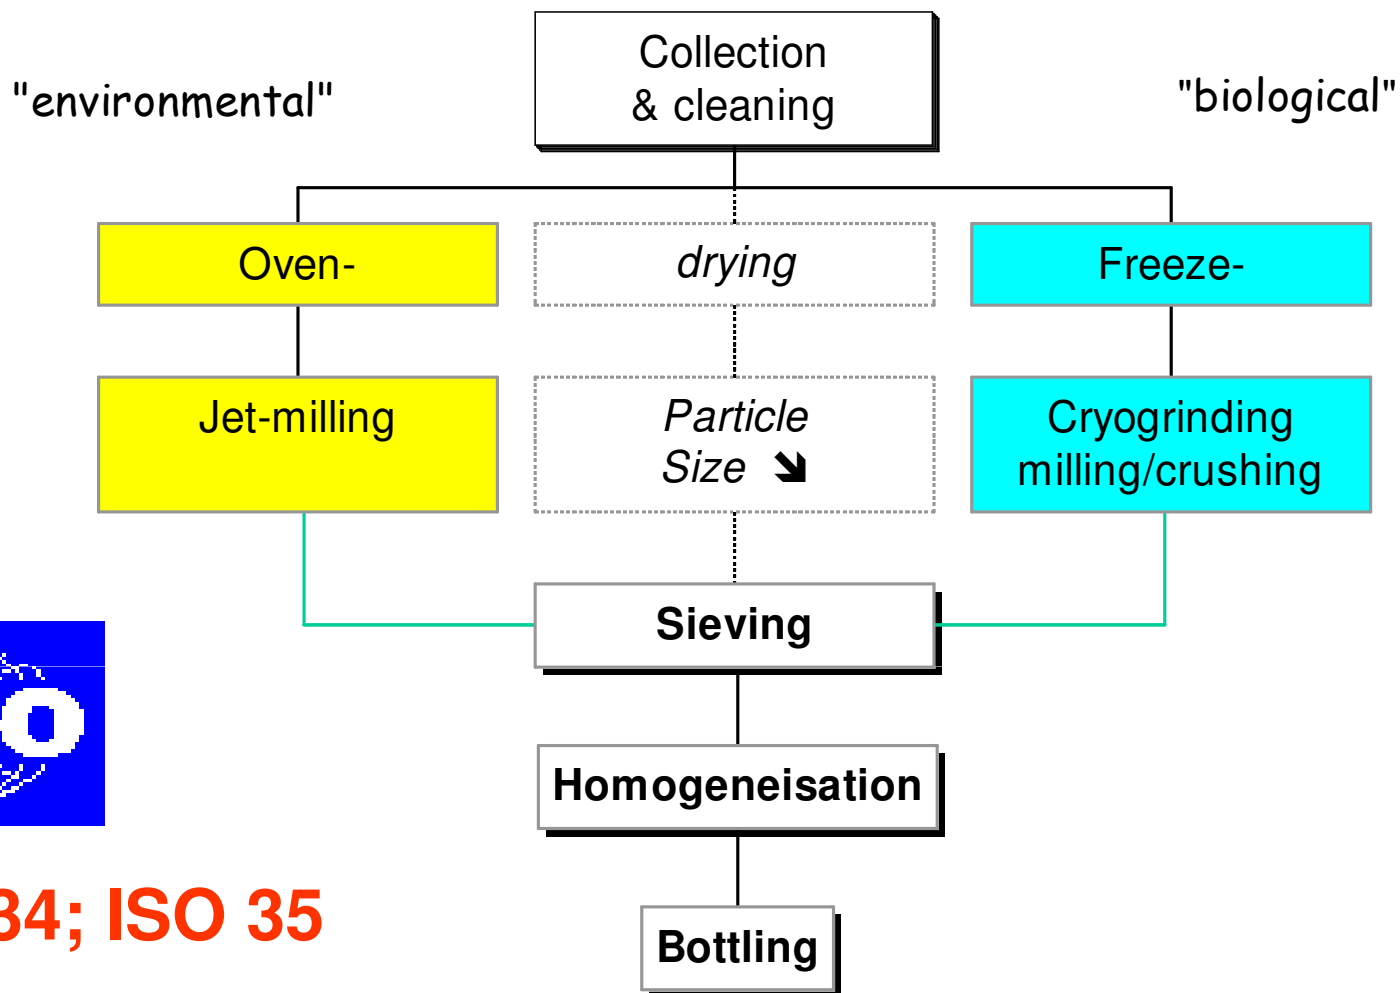 Collection
& cleaning
"environmental"
"biological"
Oven-
drying
Freeze-
Jet-milling
Particle
Size ➘
Cryogrinding
milling/crushing
Sieving
Homogeneisation
34; ISO 35
Bottling